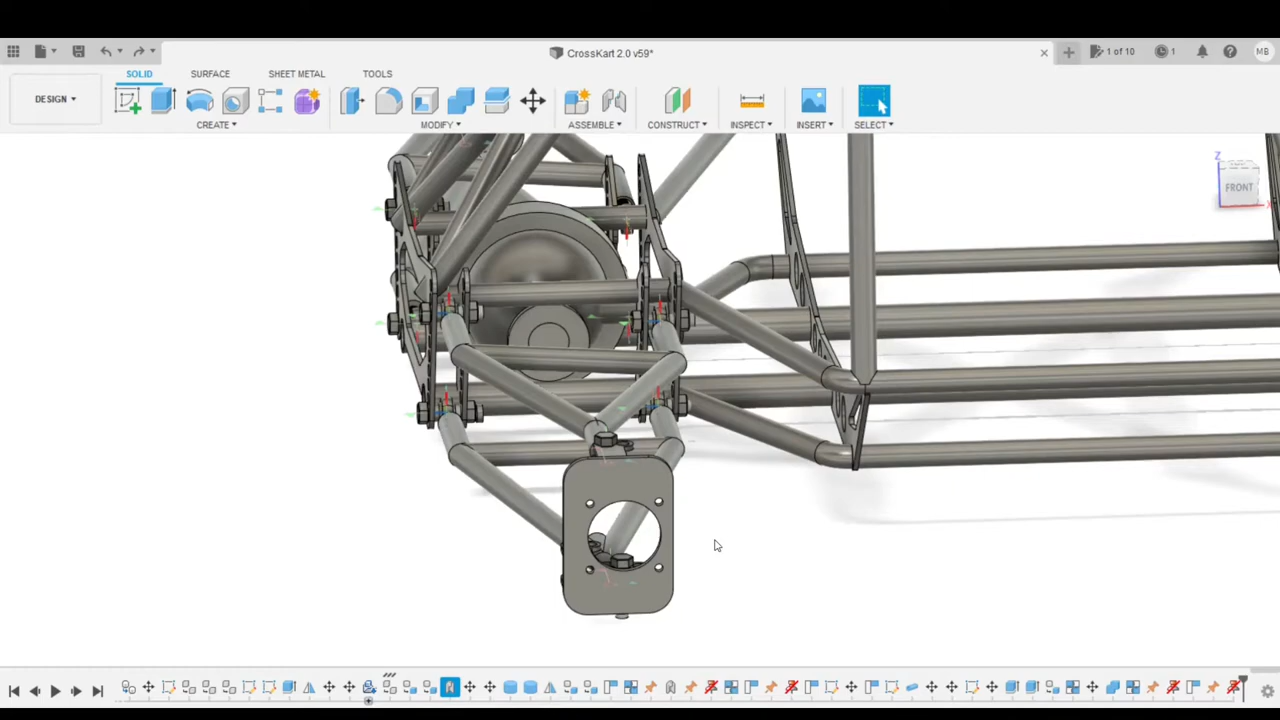 CrossKart 2.0 v59*
1 of 10
1
MB
DESIGN
SOLID
SURFACE
SHEET METAL
TOOLS
CREATE
MODIFY
ASSEMBLE
CONSTRUCT
INSPECT
INSERT
SELECT
Z
FRONT
X